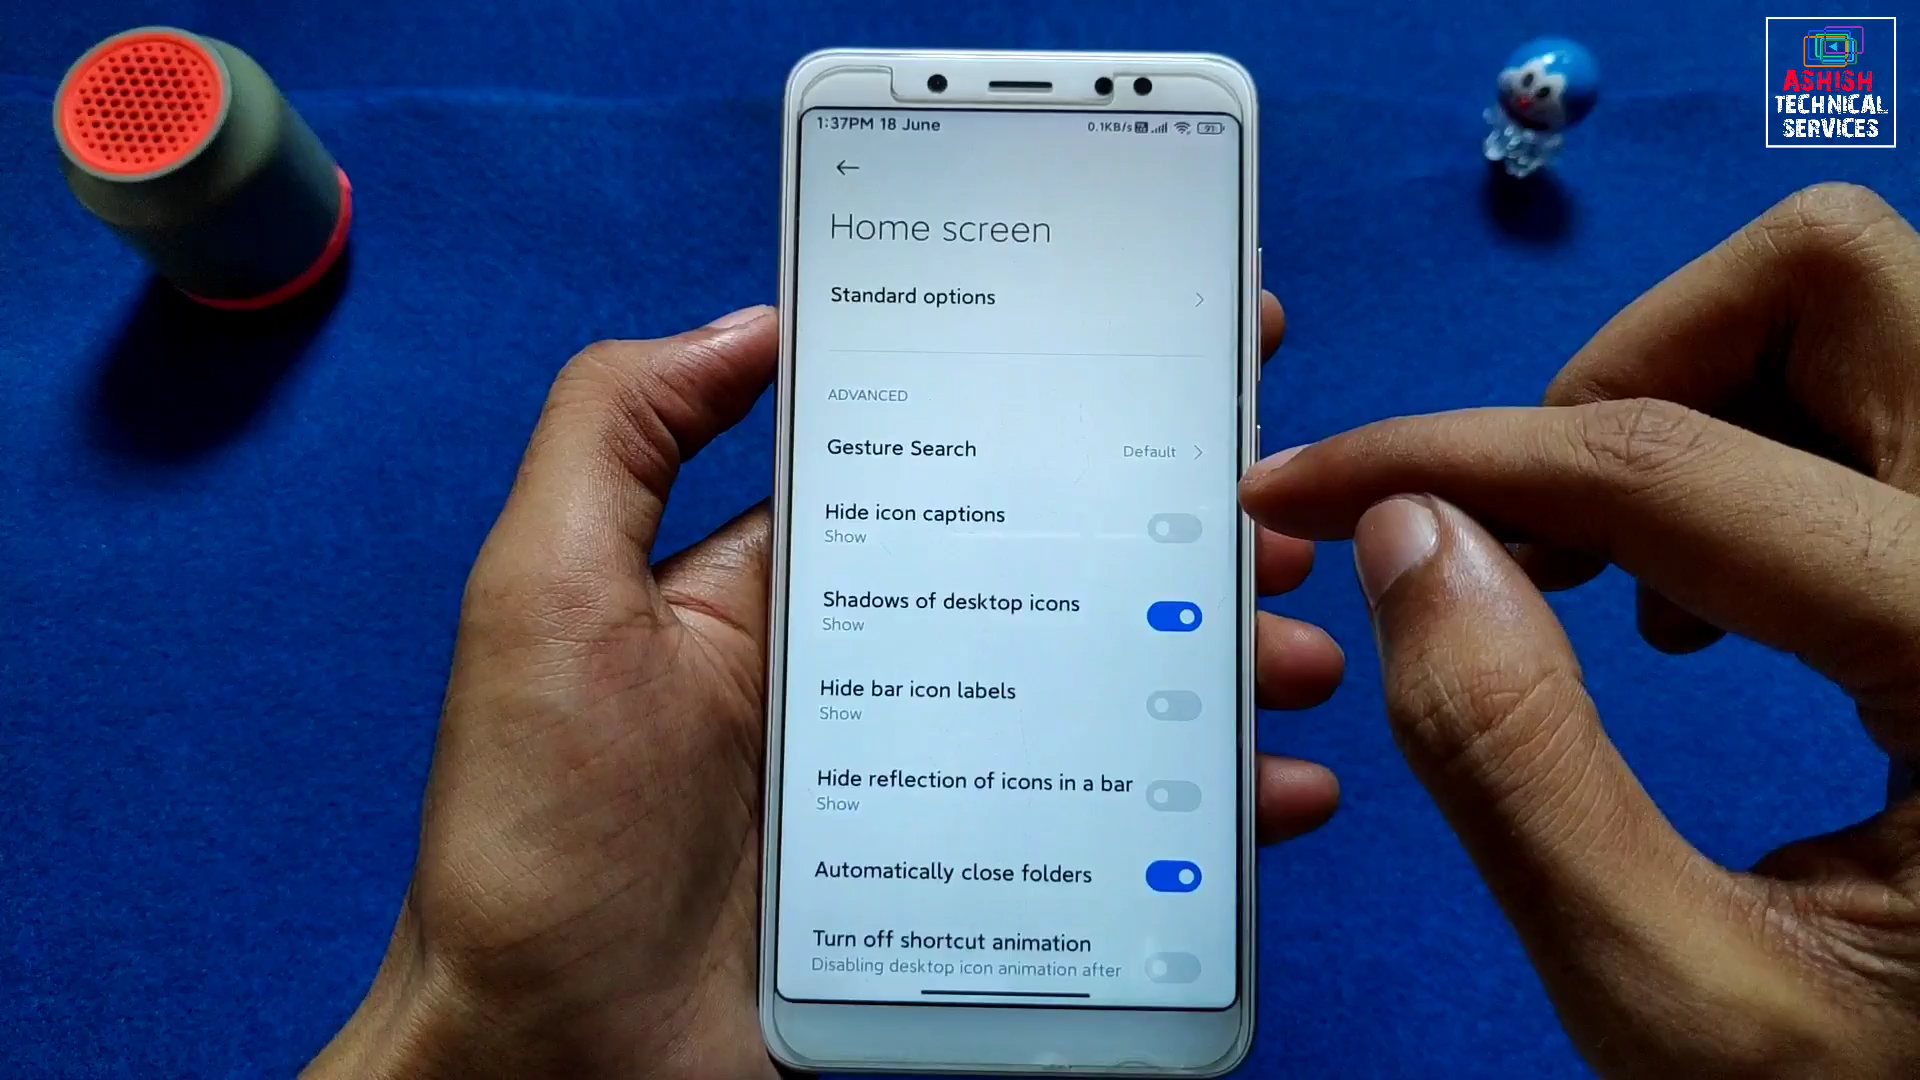 ASHISH
TECHNICAL
SERVICES
1:37PM 18 June
0.1KB/s
91
Home screen
Standard options
ADVANCED
Gesture Search
Default
Hide icon captions
Show
Shadows of desktop icons
Show
Hide bar icon labels
Show
Hide reflection of icons in a bar
Show
Automatically close folders
Turn off shortcut animation
Disabling desktop icon animation after